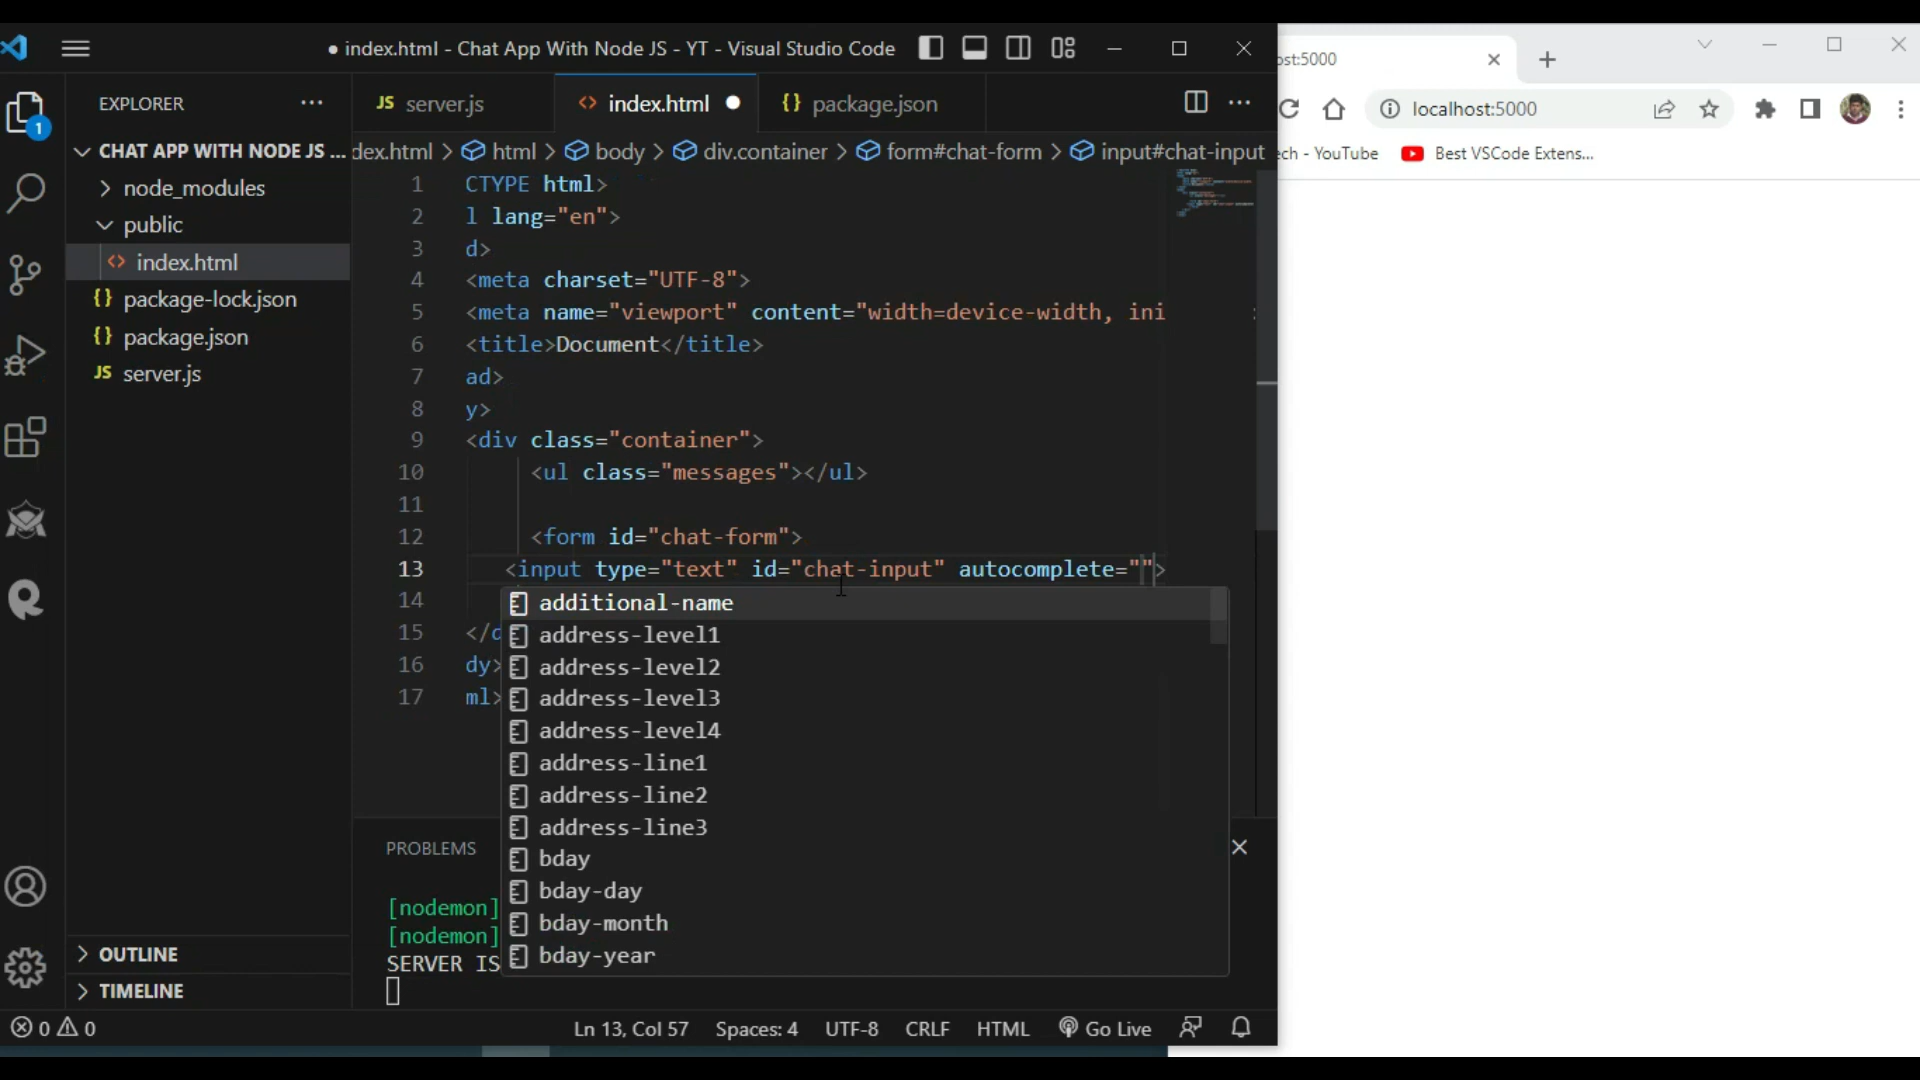 ● index.html - Chat App With Node JS - YT - Visual Studio Code
EXPLORER
1
CHAT APP WITH NODE JS ...
node_modules
public
<> index.html
{} package-lock.json
{} package.json
JS server.js
OUTLINE
TIMELINE
JS server.js
<> index.html ●
{} package.json
dex.html > html > body > div.container > form#chat-form > input#chat-input
1 CTYPE html>
2 l lang="en">
3 d>
4 <meta charset="UTF-8">
5 <meta name="viewport" content="width=device-width, ini
6 <title>Document</title>
7 ad>
8 y>
9 <div class="container">
10 <ul class="messages"></ul>
11
12 <form id="chat-form">
13 <input type="text" id="chat-input" autocomplete="">
14
15 </d
16 dy>
17 ml>
additional-name
address-level1
address-level2
address-level3
address-level4
address-line1
address-line2
address-line3
bday
bday-day
bday-month
bday-year
PROBLEMS
[nodemon]
[nodemon]
SERVER IS
0 0
Ln 13, Col 57
Spaces: 4
UTF-8
CRLF
HTML
Go Live
ost:5000
localhost:5000
ech - YouTube
Best VSCode Extens...